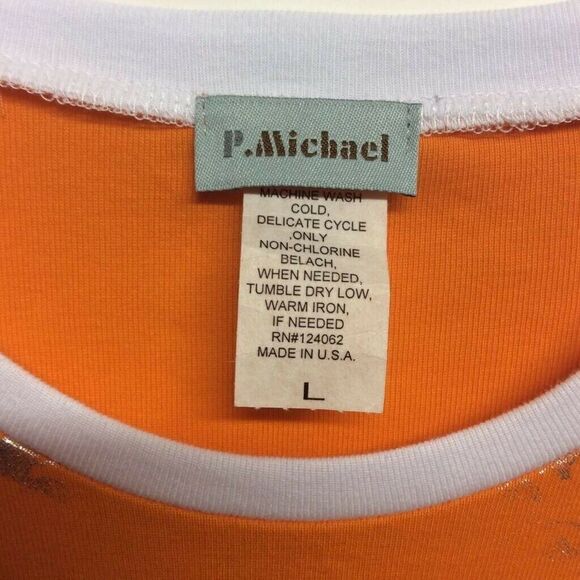 P.Michael
MACHINE WASH
COLD,
DELICATE CYCLE
,ONLY
NON-CHLORINE
BELACH,
WHEN NEEDED,
TUMBLE DRY LOW,
WARM IRON,
IF NEEDED
RN#124062
MADE IN U.S.A.
L